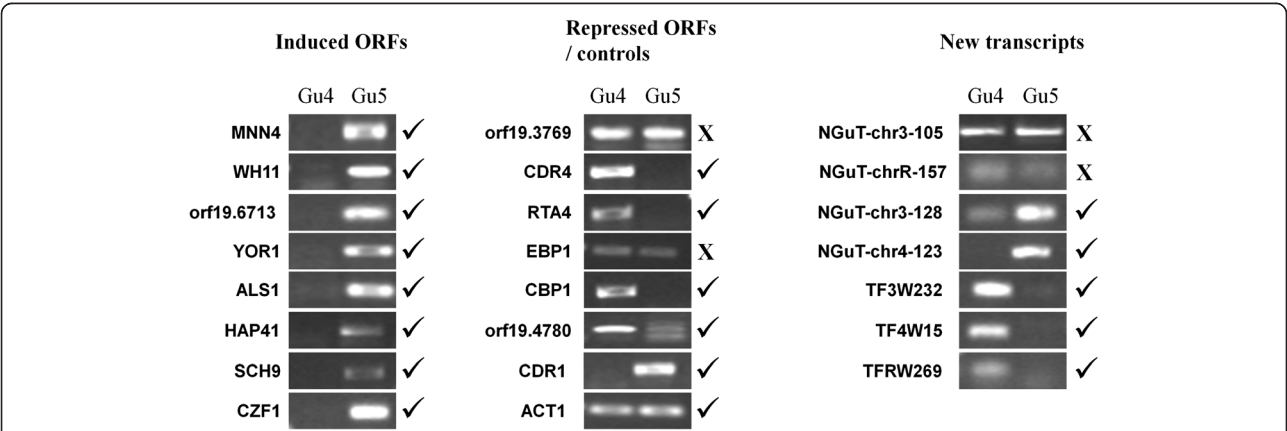 Induced ORFs
Gu4 Gu5
MNN4 ✓
WH11 ✓
orf19.6713 ✓
YOR1 ✓
ALS1 ✓
HAP41 ✓
SCH9 ✓
CZF1 ✓
Repressed ORFs
/ controls
Gu4 Gu5
orf19.3769 X
CDR4 ✓
RTA4 ✓
EBP1 X
CBP1 ✓
orf19.4780 ✓
CDR1 ✓
ACT1 ✓
New transcripts
Gu4 Gu5
NGuT-chr3-105 X
NGuT-chrR-157 X
NGuT-chr3-128 ✓
NGuT-chr4-123 ✓
TF3W232 ✓
TF4W15 ✓
TFRW269 ✓